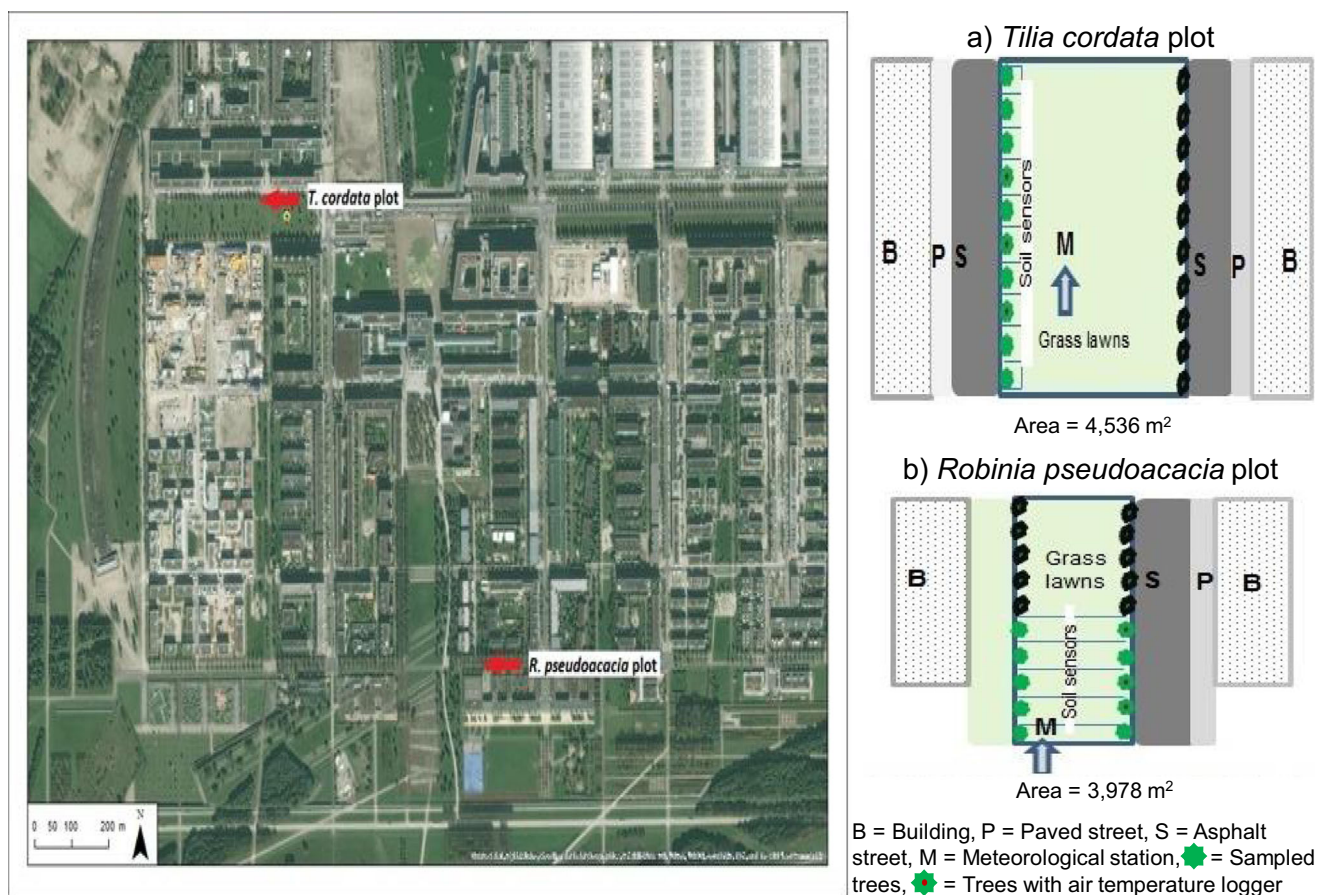 T. cordata plot
R. pseudoacacia plot
0 50 100 200 m
N
a) Tilia cordata plot
B
P
S
Soil sensors
M
Grass lawns
S
P
B
Area = 4,536 m²
b) Robinia pseudoacacia plot
B
Grass
lawns
S
P
B
Soil sensors
M
Area = 3,978 m²
B = Building, P = Paved street, S = Asphalt
street, M = Meteorological station, = Sampled
trees, = Trees with air temperature logger